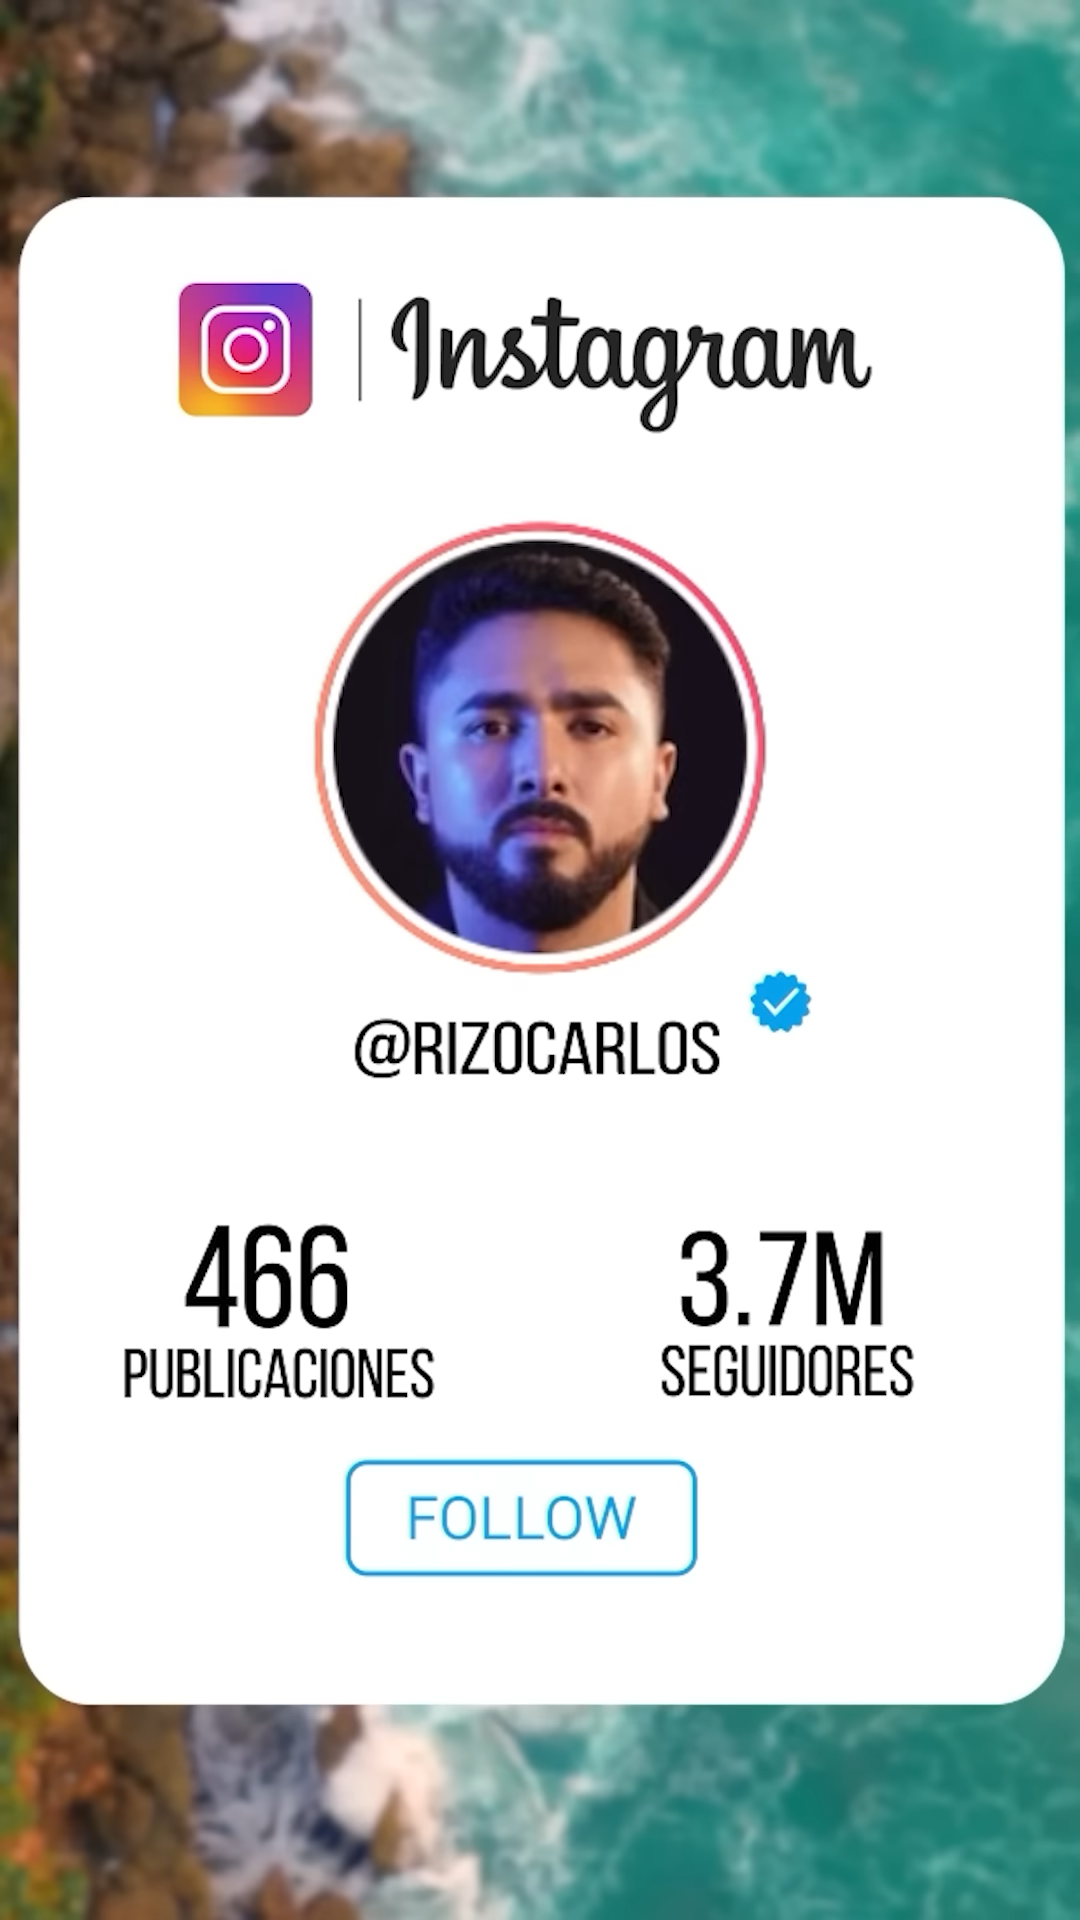 Instagram
@RIZOCARLOS
466
PUBLICACIONES
3.7M
SEGUIDORES
FOLLOW